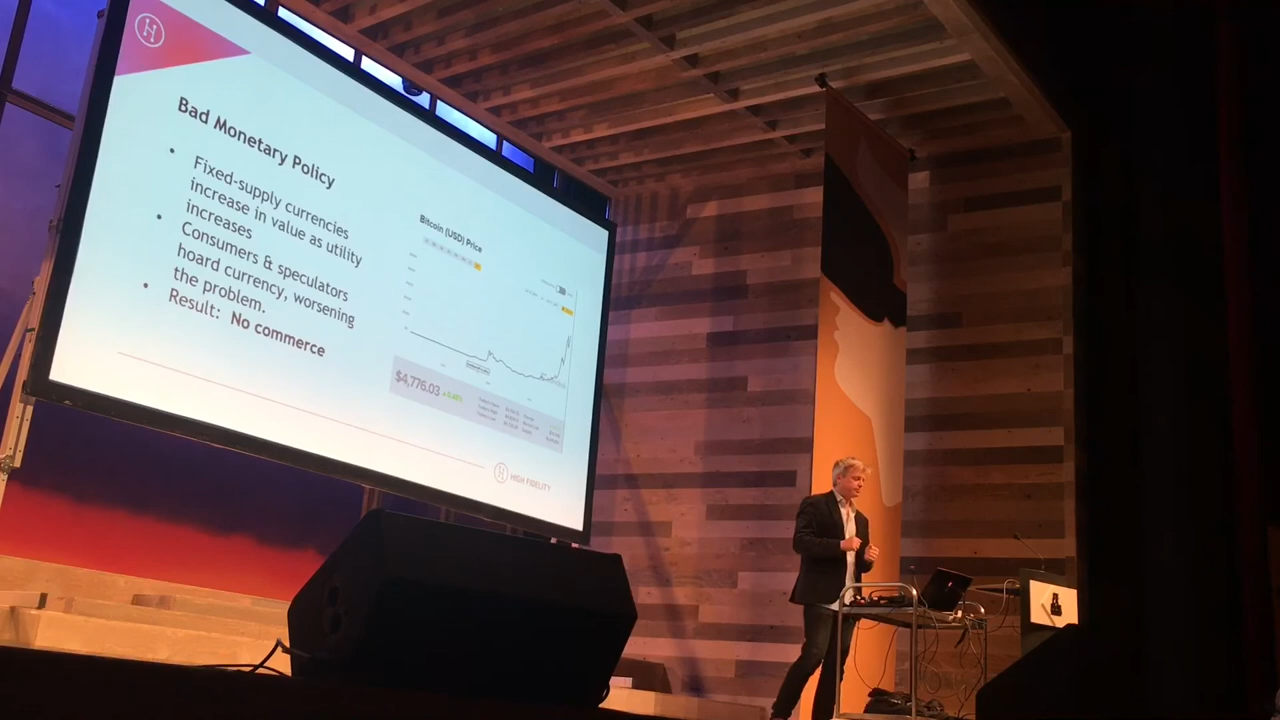 Bad Monetary Policy
• Fixed-supply currencies
increase in value as utility
increases
• Consumers & speculators
hoard currency, worsening
the problem.
• Result: No commerce
Bitcoin (USD) Price
$4,776.03
HIGH FIDELITY